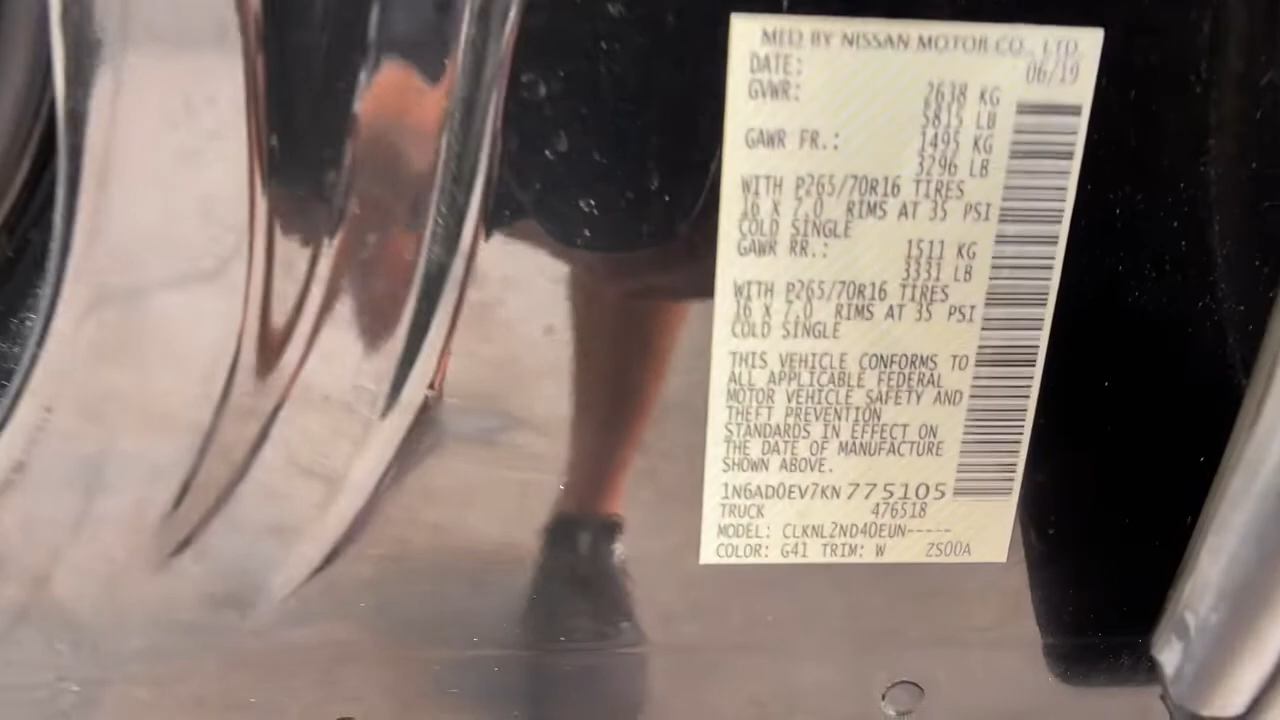 MFD BY NISSAN MOTOR CO., LTD.
DATE: 06/19
GVWR: 2638 KG
5815 LB
GAWR FR.: 1495 KG
3296 LB
WITH P265/70R16 TIRES
16 X 7.0 RIMS AT 35 PSI
COLD SINGLE
GAWR RR.: 1511 KG
3331 LB
WITH P265/70R16 TIRES
16 X 7.0 RIMS AT 35 PSI
COLD SINGLE
THIS VEHICLE CONFORMS TO
ALL APPLICABLE FEDERAL
MOTOR VEHICLE SAFETY AND
THEFT PREVENTION
STANDARDS IN EFFECT ON
THE DATE OF MANUFACTURE
SHOWN ABOVE.
1N6AD0EV7KN775105
TRUCK 476518
MODEL: CLKNL2ND40EUN-----
COLOR: G41 TRIM: W ZS00A